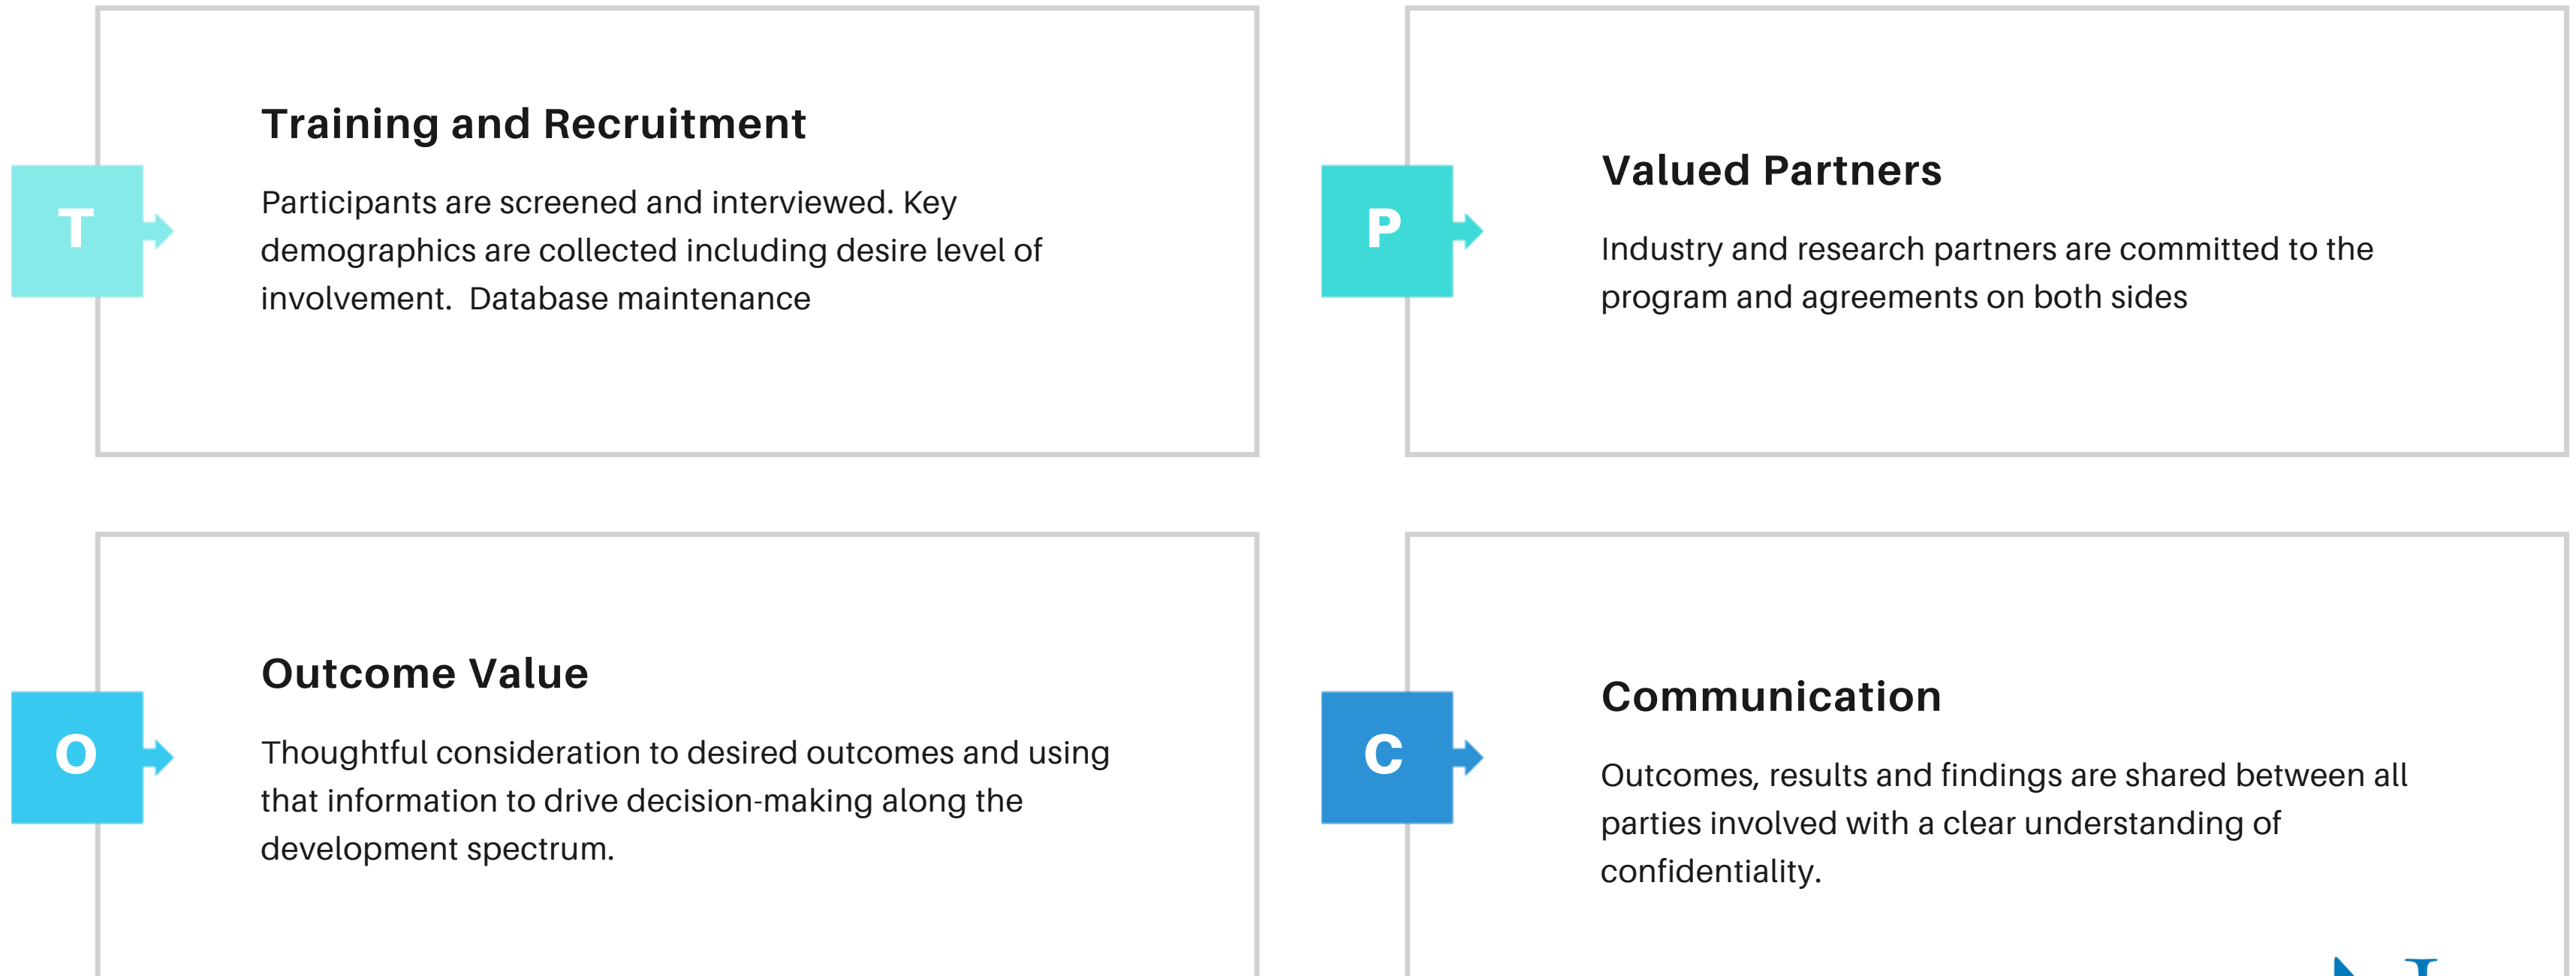 T
Training and Recruitment
Participants are screened and interviewed. Key
demographics are collected including desire level of
involvement.  Database maintenance
P
Valued Partners
Industry and research partners are committed to the
program and agreements on both sides
O
Outcome Value
Thoughtful consideration to desired outcomes and using
that information to drive decision-making along the
development spectrum.
C
Communication
Outcomes, results and findings are shared between all
parties involved with a clear understanding of
confidentiality.